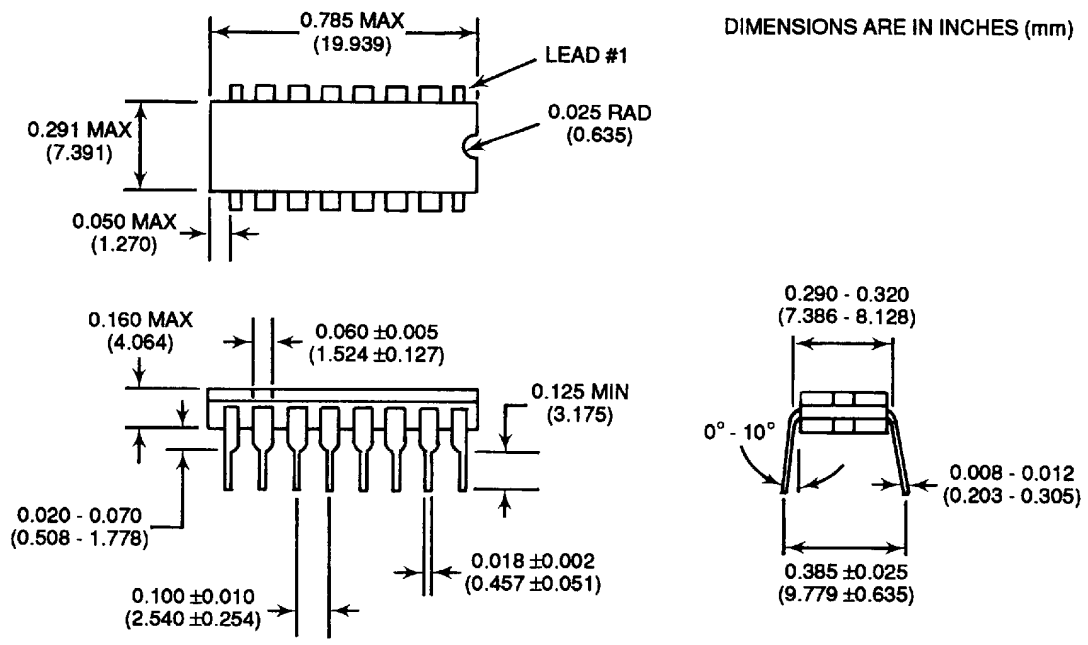 0.785 MAX
(19.939)
DIMENSIONS ARE IN INCHES (mm)
LEAD #1
0.025 RAD
(0.635)
0.291 MAX
(7.391)
0.050 MAX
(1.270)
0.160 MAX
(4.064)
0.060 ±0.005
(1.524 ±0.127)
0.125 MIN
(3.175)
0.020 - 0.070
(0.508 - 1.778)
0.100 ±0.010
(2.540 ±0.254)
0.018 ±0.002
(0.457 ±0.051)
0.290 - 0.320
(7.386 - 8.128)
0° - 10°
0.008 - 0.012
(0.203 - 0.305)
0.385 ±0.025
(9.779 ±0.635)